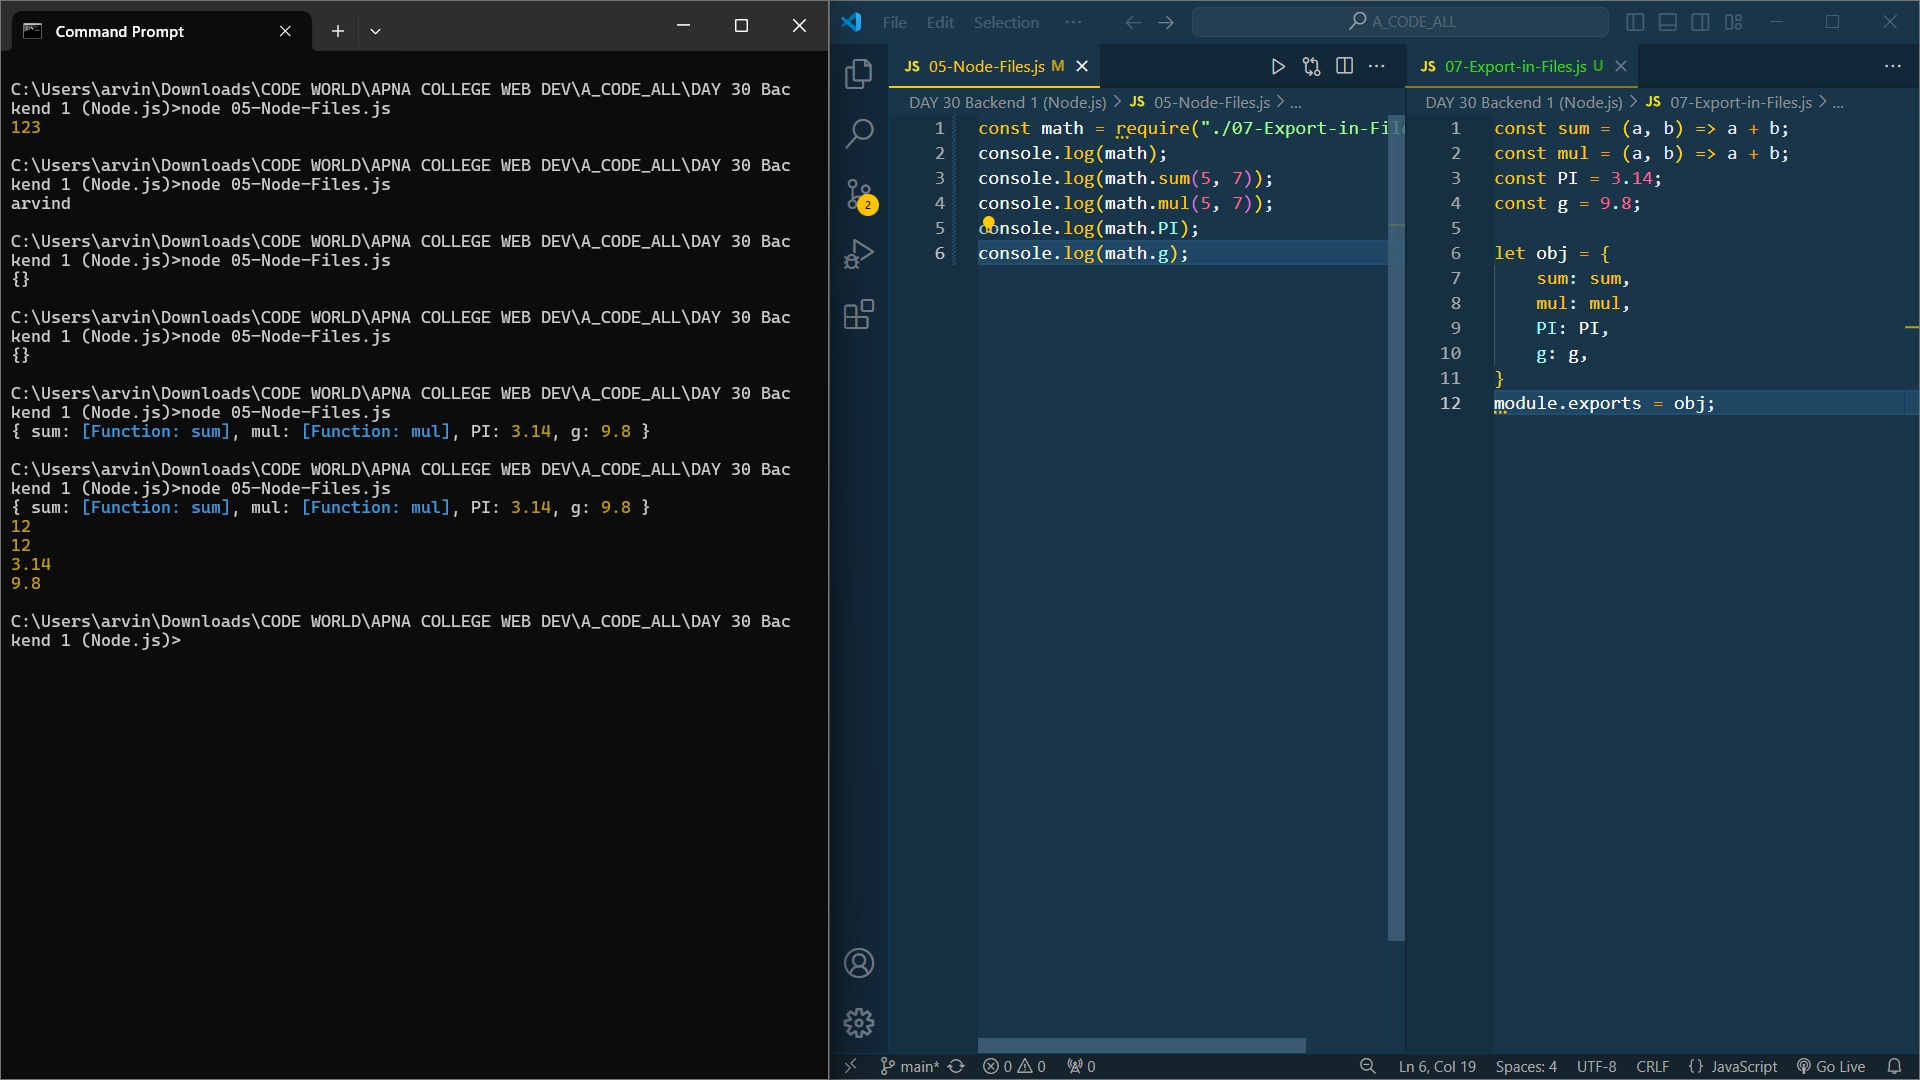 Command Prompt
C:\Users\arvin\Downloads\CODE WORLD\APNA COLLEGE WEB DEV\A_CODE_ALL\DAY 30 Bac
kend 1 (Node.js)>node 05-Node-Files.js
123
C:\Users\arvin\Downloads\CODE WORLD\APNA COLLEGE WEB DEV\A_CODE_ALL\DAY 30 Bac
kend 1 (Node.js)>node 05-Node-Files.js
arvind
C:\Users\arvin\Downloads\CODE WORLD\APNA COLLEGE WEB DEV\A_CODE_ALL\DAY 30 Bac
kend 1 (Node.js)>node 05-Node-Files.js
{}
C:\Users\arvin\Downloads\CODE WORLD\APNA COLLEGE WEB DEV\A_CODE_ALL\DAY 30 Bac
kend 1 (Node.js)>node 05-Node-Files.js
{}
C:\Users\arvin\Downloads\CODE WORLD\APNA COLLEGE WEB DEV\A_CODE_ALL\DAY 30 Bac
kend 1 (Node.js)>node 05-Node-Files.js
{ sum: [Function: sum], mul: [Function: mul], PI: 3.14, g: 9.8 }
C:\Users\arvin\Downloads\CODE WORLD\APNA COLLEGE WEB DEV\A_CODE_ALL\DAY 30 Bac
kend 1 (Node.js)>node 05-Node-Files.js
{ sum: [Function: sum], mul: [Function: mul], PI: 3.14, g: 9.8 }
12
12
3.14
9.8
C:\Users\arvin\Downloads\CODE WORLD\APNA COLLEGE WEB DEV\A_CODE_ALL\DAY 30 Bac
kend 1 (Node.js)>
File Edit Selection ··· A_CODE_ALL
2
JS 05-Node-Files.js M
DAY 30 Backend 1 (Node.js) > JS 05-Node-Files.js > ...
1 const math = require("./07-Export-in-Fil
2 console.log(math);
3 console.log(math.sum(5, 7));
4 console.log(math.mul(5, 7));
5 console.log(math.PI);
6 console.log(math.g);
JS 07-Export-in-Files.js U
DAY 30 Backend 1 (Node.js) > JS 07-Export-in-Files.js > ...
1 const sum = (a, b) => a + b;
2 const mul = (a, b) => a + b;
3 const PI = 3.14;
4 const g = 9.8;
5
6 let obj = {
7 sum: sum,
8 mul: mul,
9 PI: PI,
10 g: g,
11 }
12 module.exports = obj;
main* 0 0 0 Ln 6, Col 19 Spaces: 4 UTF-8 CRLF {} JavaScript Go Live